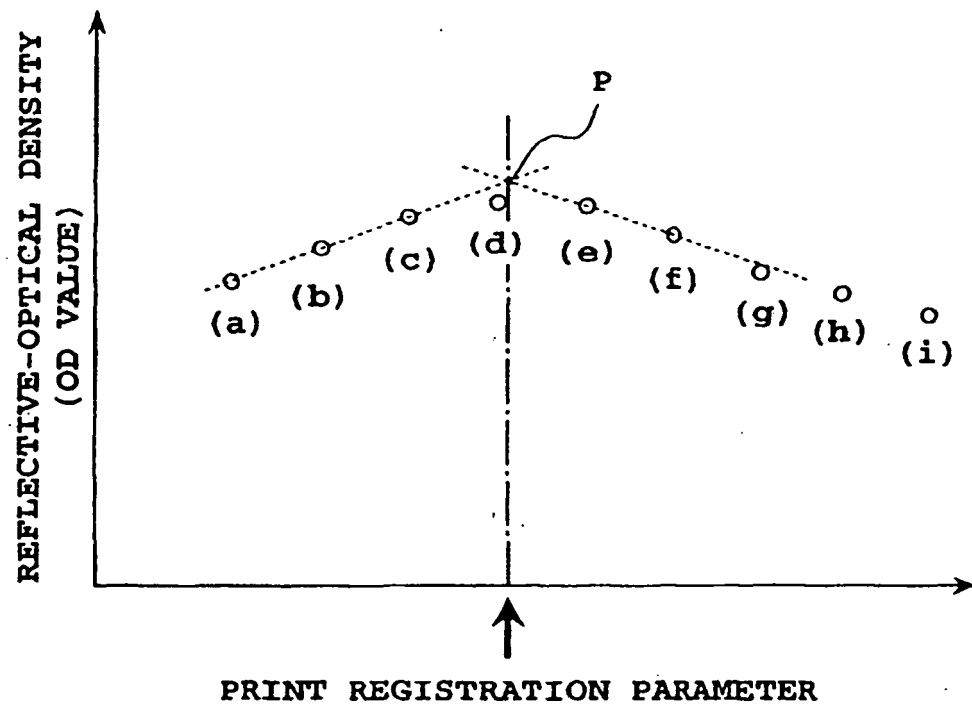 REFLECTIVE-OPTICAL DENSITY
(OD VALUE)
P
(a)
(b)
(c)
(d)
(e)
(f)
(g)
(h)
(i)
PRINT REGISTRATION PARAMETER